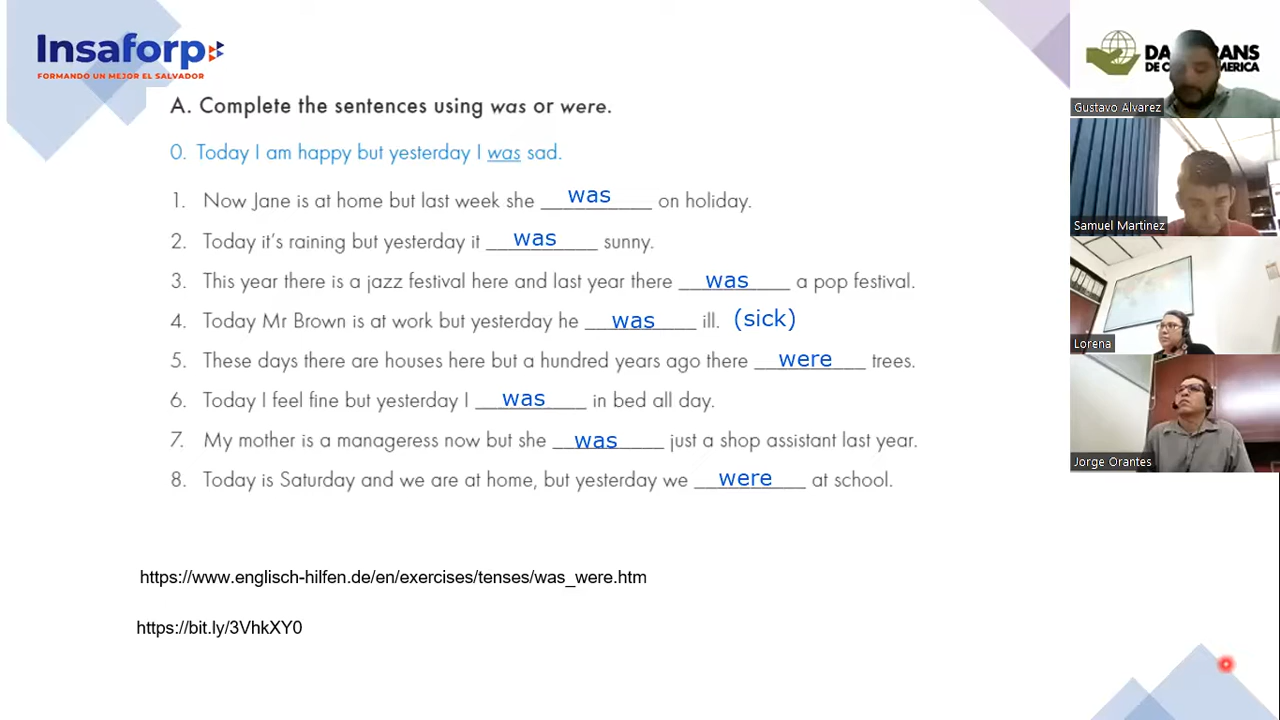 Insaforp
FORMANDO UN MEJOR EL SALVADOR
A. Complete the sentences using was or were.
0. Today I am happy but yesterday I was sad.
1. Now Jane is at home but last week she was on holiday.
2. Today it's raining but yesterday it was sunny.
3. This year there is a jazz festival here and last year there was a pop festival.
4. Today Mr Brown is at work but yesterday he was ill. (sick)
5. These days there are houses here but a hundred years ago there were trees.
6. Today I feel fine but yesterday I was in bed all day.
7. My mother is a manageress now but she was just a shop assistant last year.
8. Today is Saturday and we are at home, but yesterday we were at school.
https://www.englisch-hilfen.de/en/exercises/tenses/was_were.htm
https://bit.ly/3VhkXY0
Gustavo Alvarez
Samuel Martinez
Lorena
Jorge Orantes